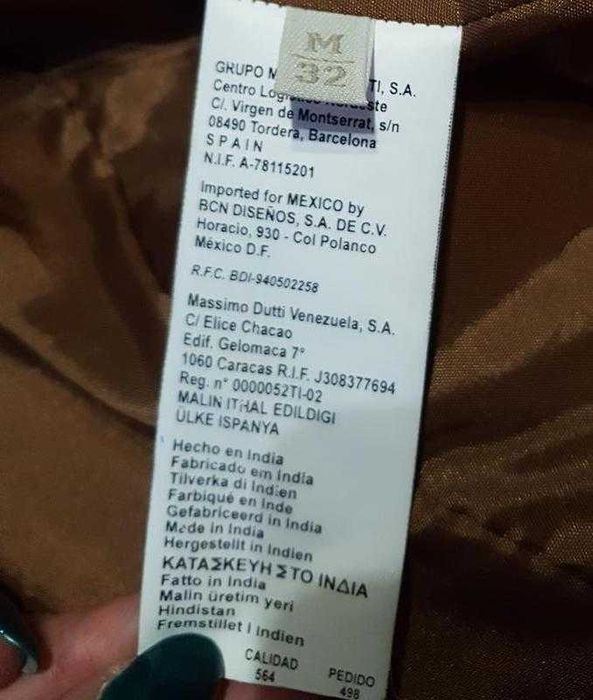 M
32
GRUPO M TI, S.A.
Centro ste
C/. Virgen de Montserrat, s/n
08490 Tordera, Barcelona
SPAIN
N.I.F. A-78115201
Imported for MEXICO by
BCN DISEÑOS, S.A. DE C.V.
Horacio, 930 - Col Polanco
México D.F.
R.F.C. BDI-940502258
Massimo Dutti Venezuela, S.A.
C/ Elice Chacao
Edif. Gelomaca 7°
1060 Caracas R.I.F. J308377694
Reg. n° 0000052TI-02
MALIN ITHAL EDILDIGI
ÜLKE ISPANYA
Hecho en India
Fabricado em India
Tilverka di Indien
Farbiqué en Inde
Gefabriceerd in India
Made in India
Hergestellt in Indien
ΚΑΤΑΣΚΕΥΗ ΣΤΟ ΙΝΔΙΑ
Fatto in India
Malin üretim yeri
Hindistan
Fremstillet i Indien
CALIDAD PEDIDO
564 498